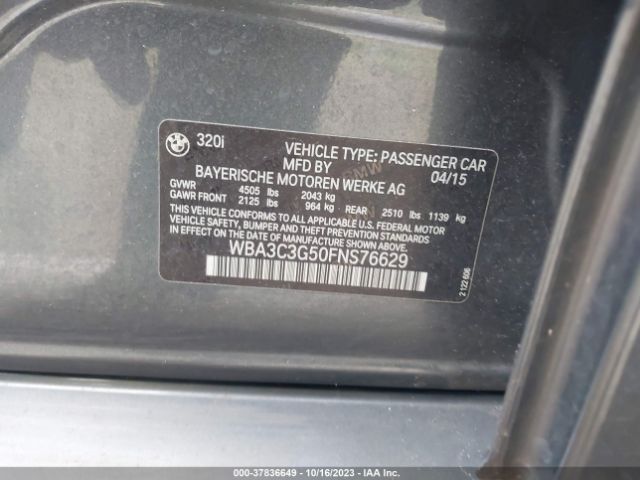 320i
VEHICLE TYPE: PASSENGER CAR
MFD BY
04/15
BAYERISCHE MOTOREN WERKE AG
GVWR 4505 lbs 2043 kg
GAWR FRONT 2125 lbs 964 kg REAR 2510 lbs 1139 kg
THIS VEHICLE CONFORMS TO ALL APPLICABLE U.S. FEDERAL MOTOR
VEHICLE SAFETY, BUMPER AND THEFT PREVENTION STANDARDS
IN EFFECT ON THE DATE OF MANUFACTURE SHOWN ABOVE.
WBA3C3G50FNS76629
2 122 606
000-37836649 - 10/16/2023 - IAA Inc.